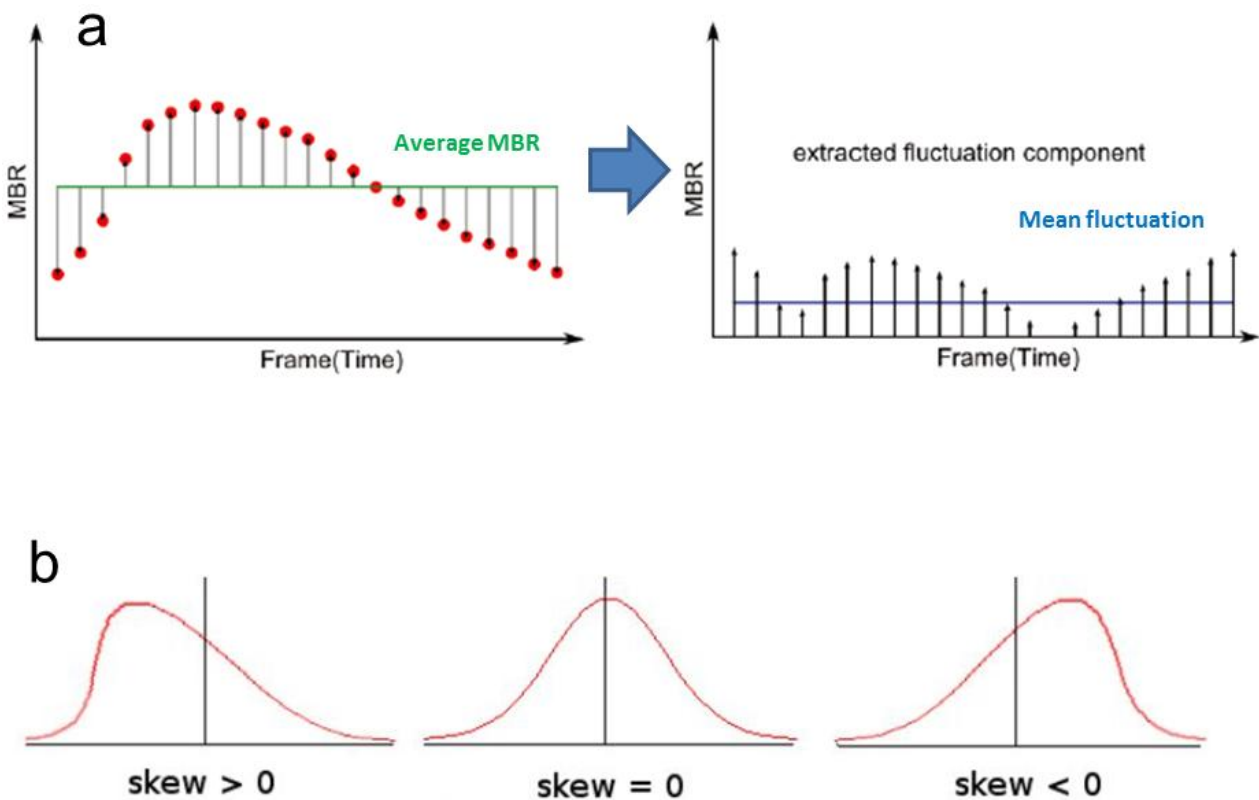 a
MBR
Average MBR
Frame(Time)
MBR
extracted fluctuation component
Mean fluctuation
Frame(Time)
b
skew > 0
skew = 0
skew < 0